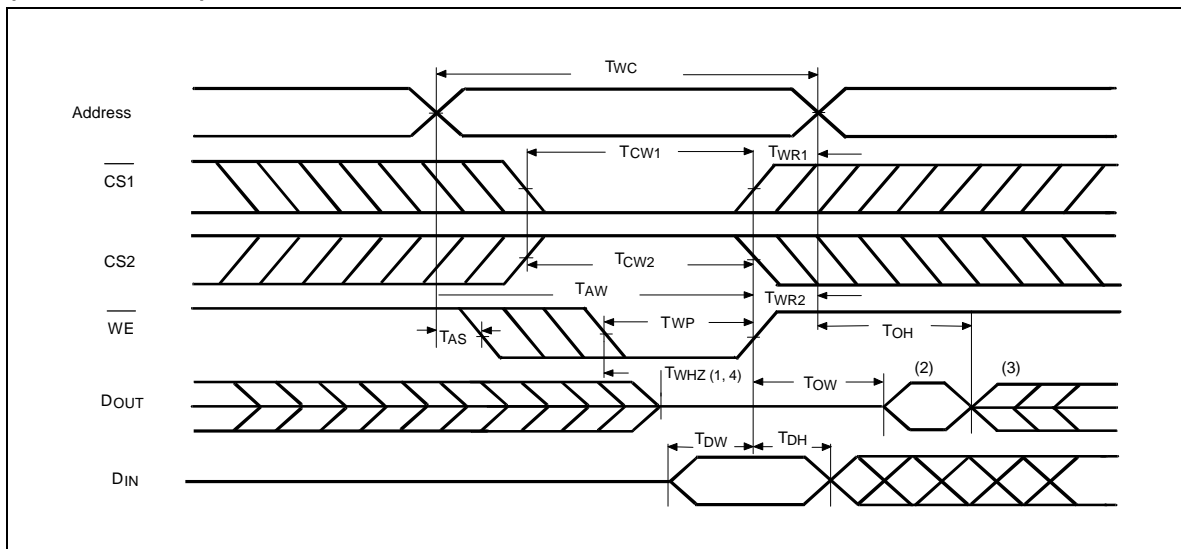 TWC
Address
TCW1
TWR1
CS1
CS2
TCW2
TAW
TWR2
WE
TAS
TWP
TOH
TWHZ (1, 4)
TOW
(2)
(3)
DOUT
TDW
TDH
DIN